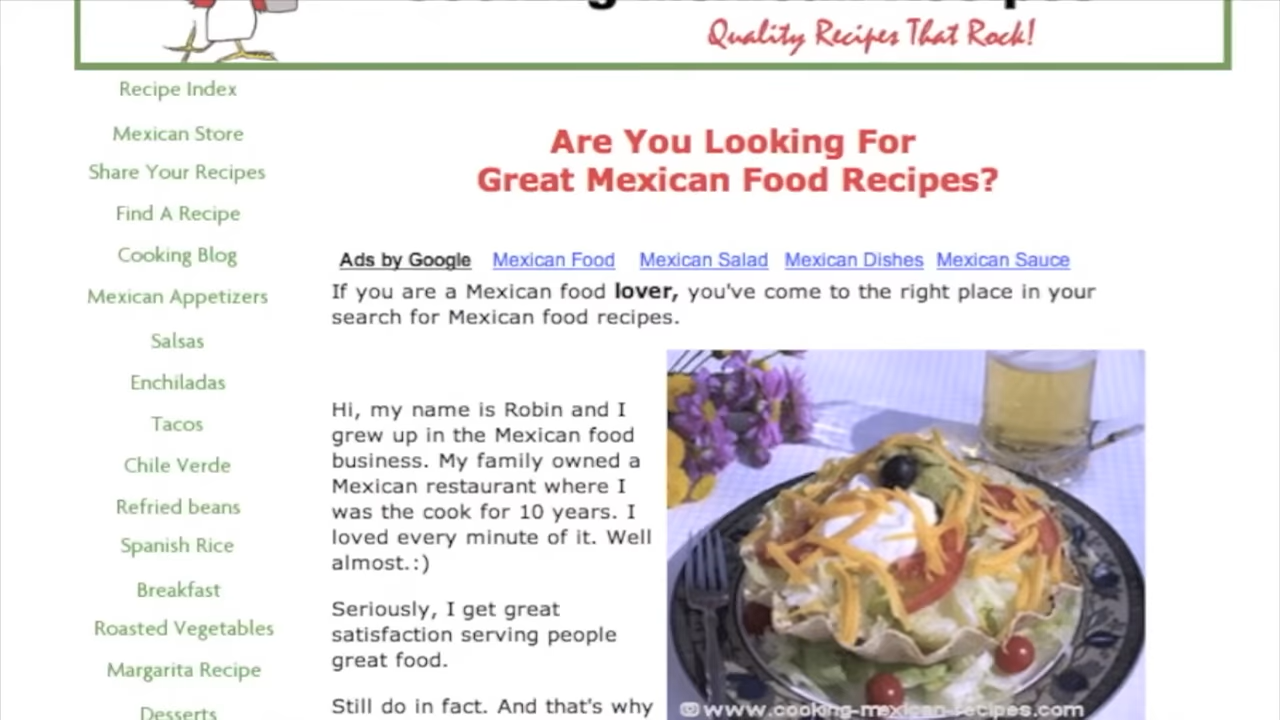 Quality Recipes That Rock!
Recipe Index
Mexican Store
Share Your Recipes
Find A Recipe
Cooking Blog
Mexican Appetizers
Salsas
Enchiladas
Tacos
Chile Verde
Refried beans
Spanish Rice
Breakfast
Roasted Vegetables
Margarita Recipe
Desserts
Are You Looking For
Great Mexican Food Recipes?
Ads by Google Mexican Food Mexican Salad Mexican Dishes Mexican Sauce
If you are a Mexican food lover, you've come to the right place in your
search for Mexican food recipes.
Hi, my name is Robin and I
grew up in the Mexican food
business. My family owned a
Mexican restaurant where I
was the cook for 10 years. I
loved every minute of it. Well
almost.:)
Seriously, I get great
satisfaction serving people
great food.
Still do in fact. And that's why
©www.cooking-mexican-recipes.com